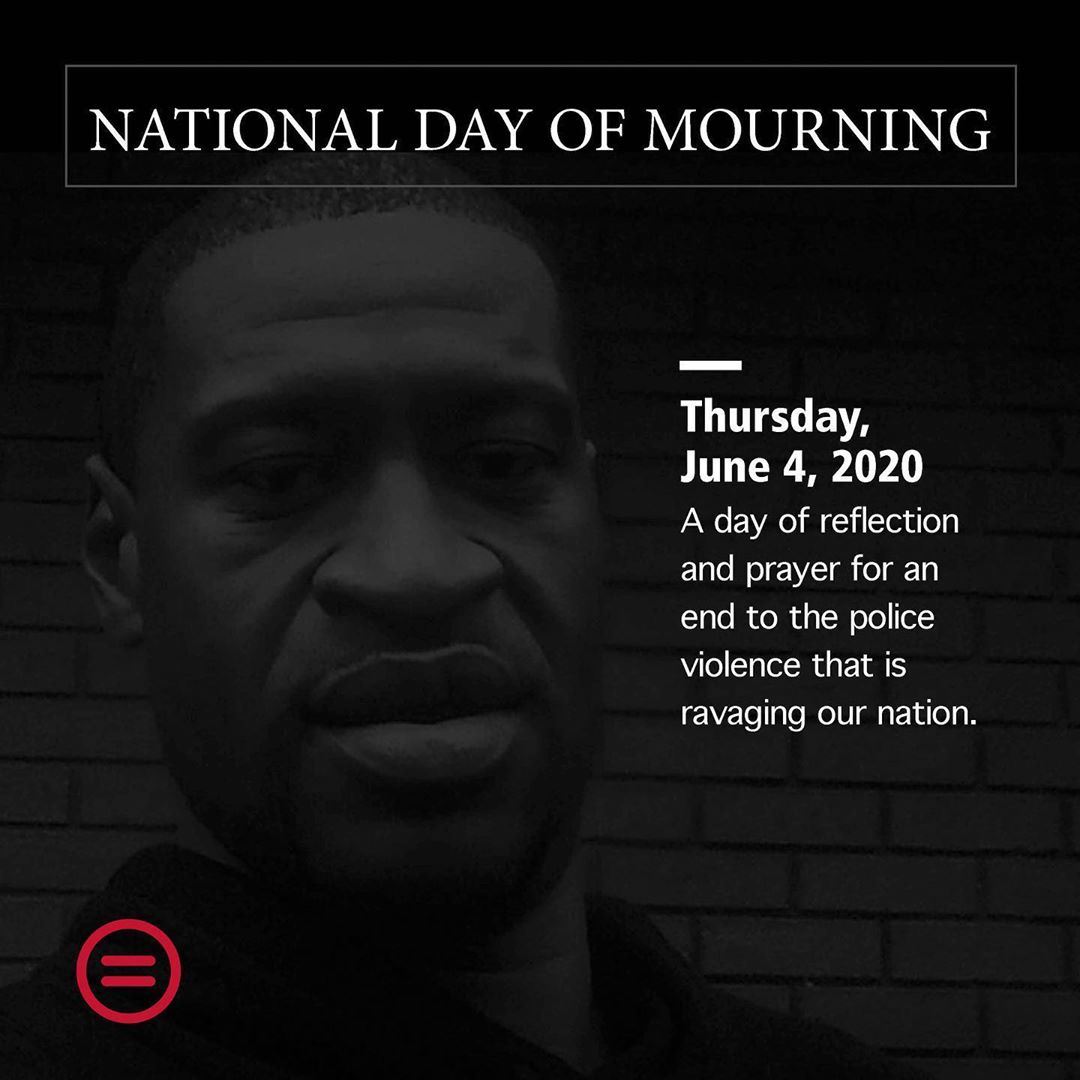 NATIONAL DAY OF MOURNING
Thursday,
June 4, 2020
A day of reflection
and prayer for an
end to the police
violence that is
ravaging our nation.